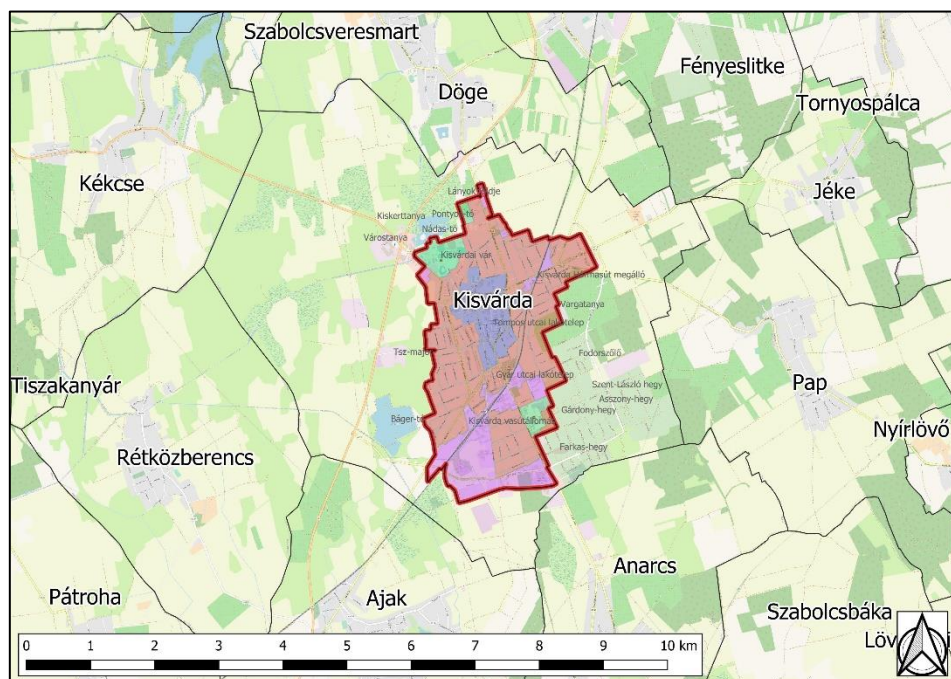 Szabolcsveresmart
Fényeslitke
Döge
Tornyospálca
Kékcse
Jéke
Lányok földje
Kiskerttanya
Pontyos-tó
Nádas-tó
Várostanya
Kisvárdai vár
Kisvárda Hármasút megálló
Kisvárda
Vargatanya
Tompos utcai lakótelep
Tsz-major
Fodorszőlő
Tiszakanyár
Gyár utcai lakótelep
Pap
Szent-László hegy
Asszony-hegy
Gárdony-hegy
Báger-tó
Kisvárda vasútállomás
Nyírlövő
Rétközberencs
Farkas-hegy
Anarcs
Pátroha
Ajak
Szabolcsbáka
0 1 2 3 4 5 6 7 8 9 10 km